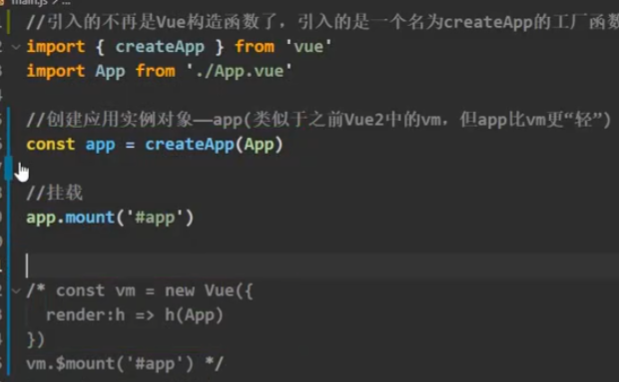 main.js > ...
//引入的不再是Vue构造函数了，引入的是一个名为createApp的工厂函数
import { createApp } from 'vue'
import App from './App.vue'
//创建应用实例对象——app(类似于之前Vue2中的vm，但app比vm更“轻”)
const app = createApp(App)
//挂载
app.mount('#app')
/* const vm = new Vue({
render:h => h(App)
})
vm.$mount('#app') */